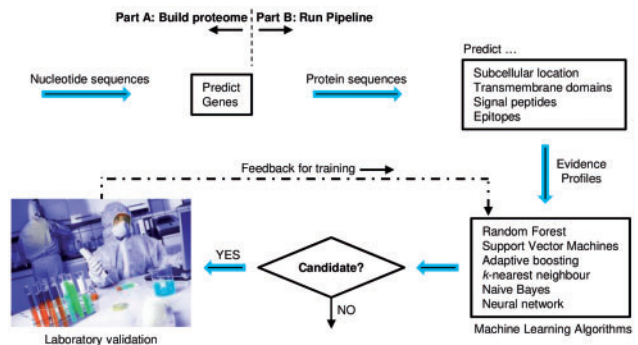 Part A: Build proteome Part B: Run Pipeline
Nucleotide sequences
Predict
Genes
Protein sequences
Predict ...
Subcellular location
Transmembrane domains
Signal peptides
Epitopes
Evidence
Profiles
Feedback for training
Random Forest
Support Vector Machines
Adaptive boosting
k-nearest neighbour
Naive Bayes
Neural network
Machine Learning Algorithms
Candidate?
YES
NO
Laboratory validation